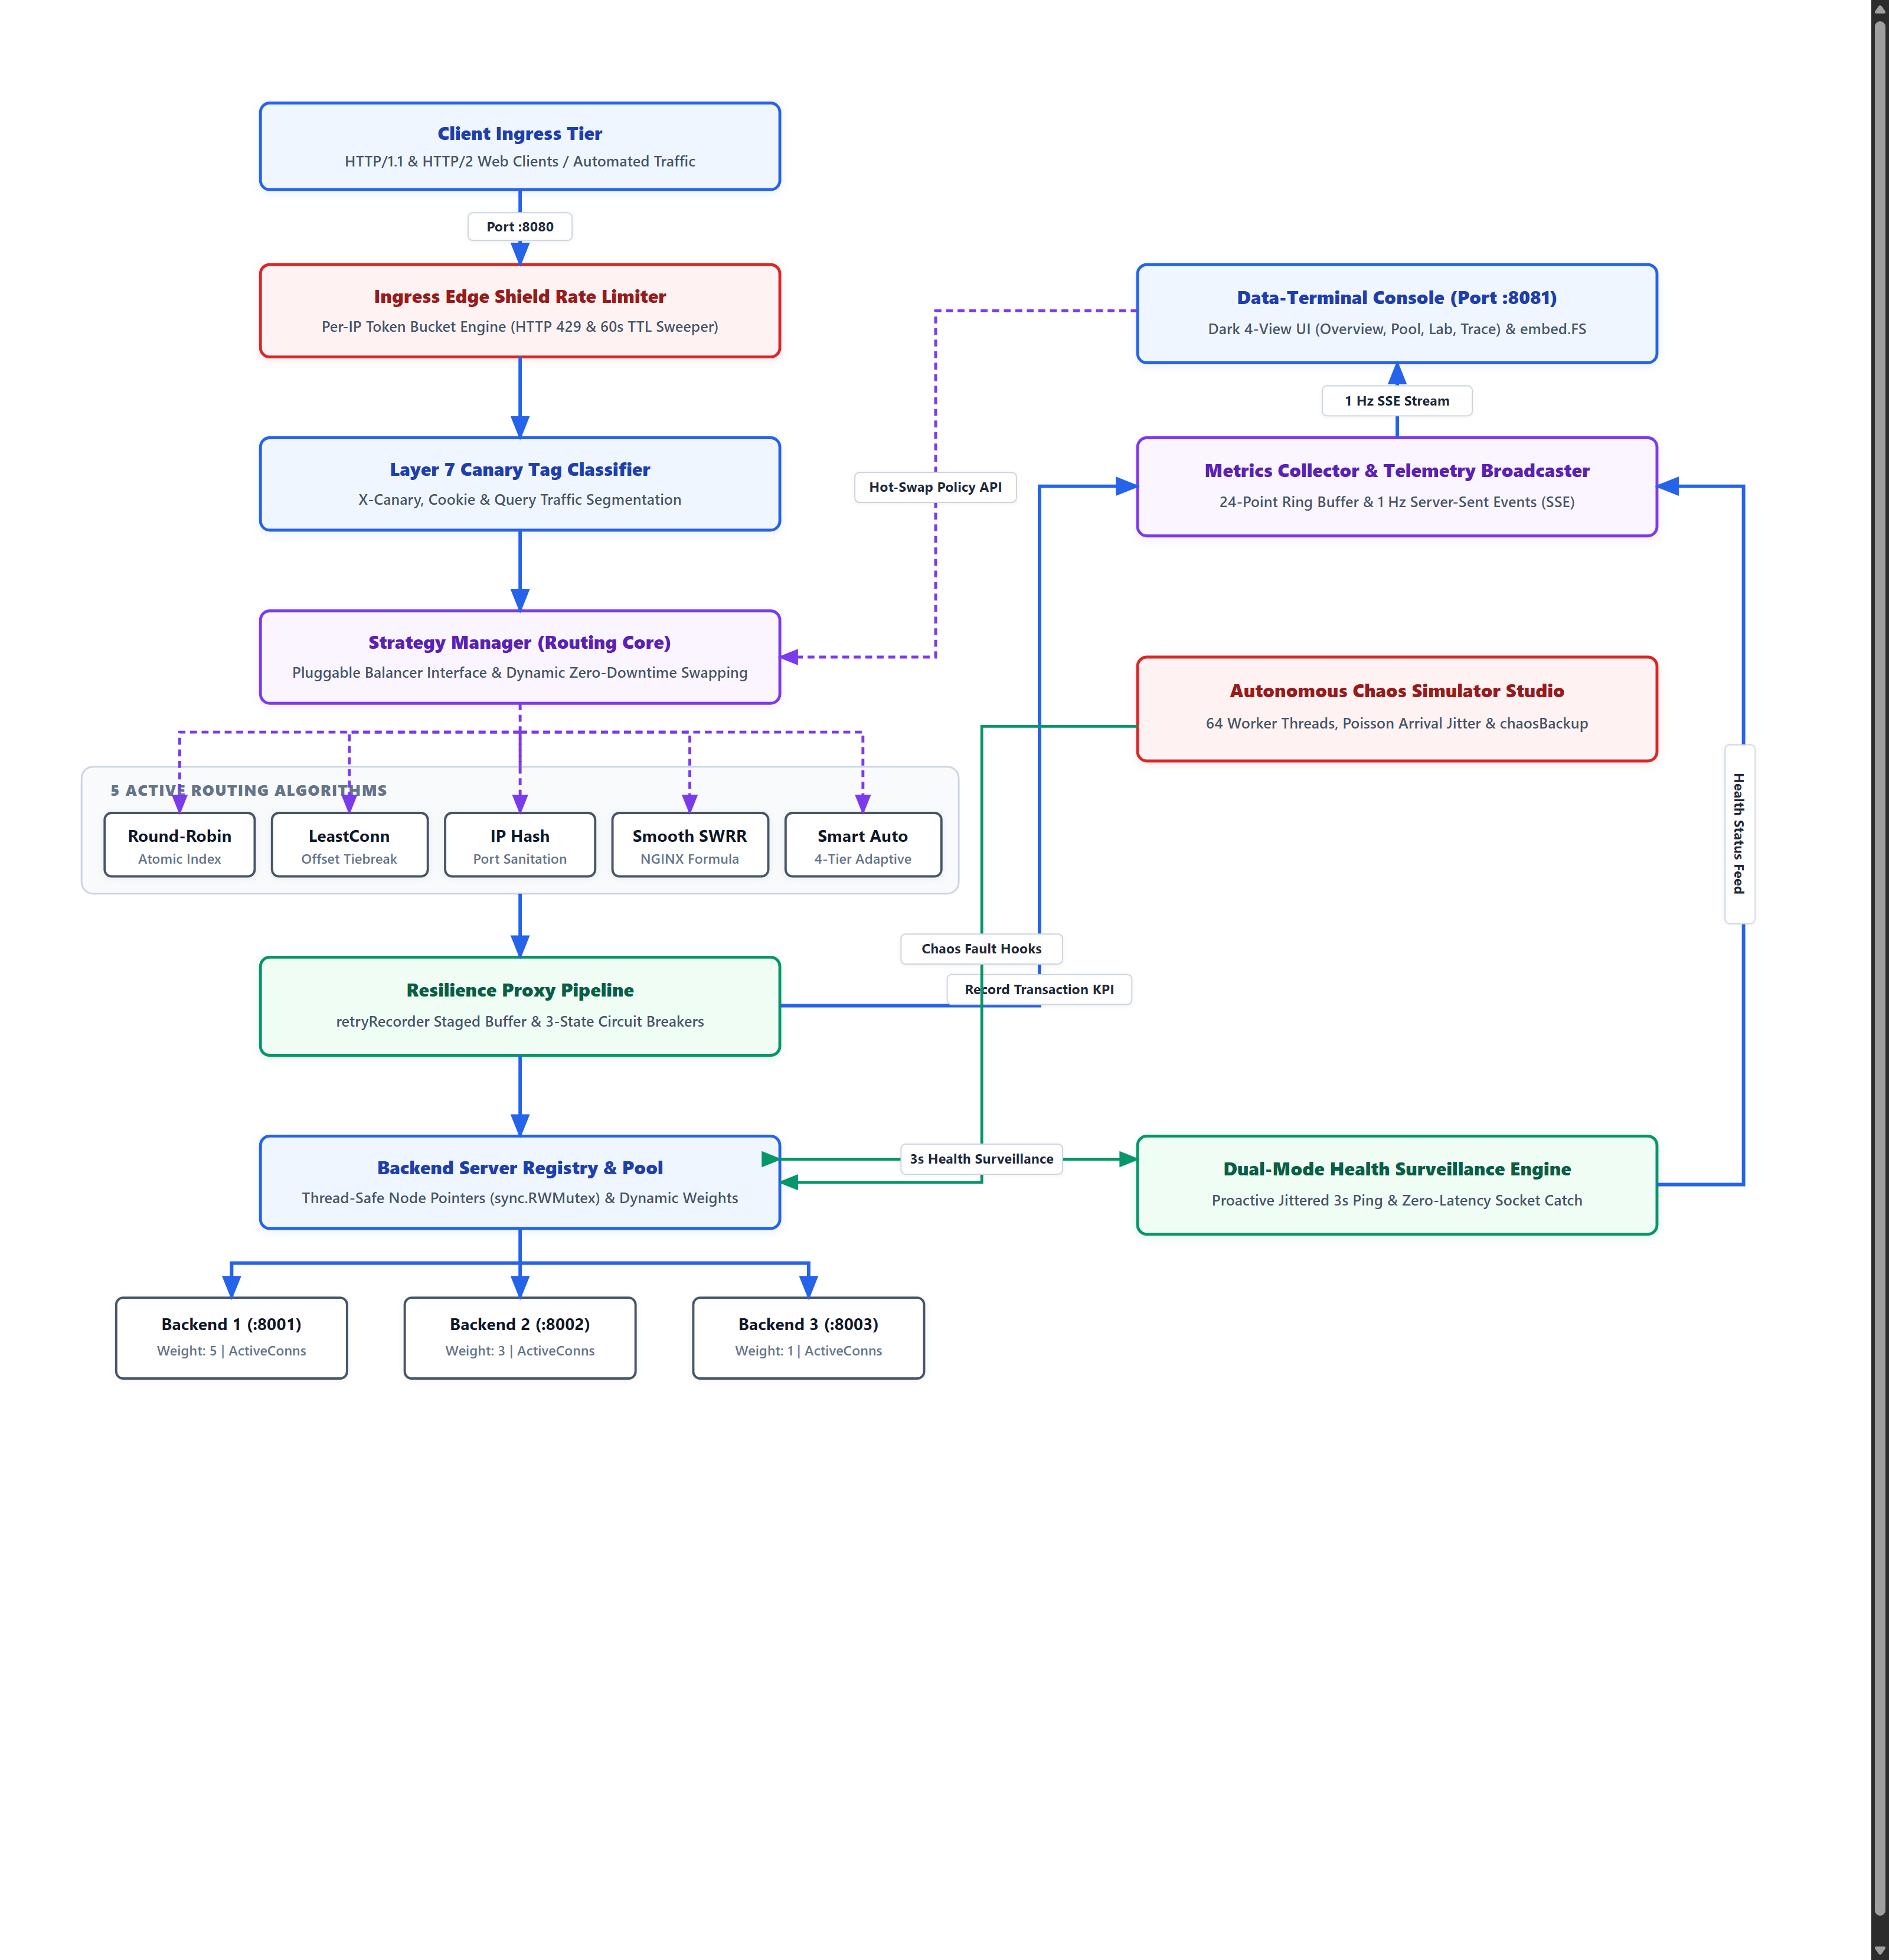 Client Ingress Tier
HTTP/1.1 & HTTP/2 Web Clients / Automated Traffic
Port :8080
Ingress Edge Shield Rate Limiter
Per-IP Token Bucket Engine (HTTP 429 & 60s TTL Sweeper)
Data-Terminal Console (Port :8081)
Dark 4-View UI (Overview, Pool, Lab, Trace) & embed.FS
1 Hz SSE Stream
Layer 7 Canary Tag Classifier
X-Canary, Cookie & Query Traffic Segmentation
Hot-Swap Policy API
Metrics Collector & Telemetry Broadcaster
24-Point Ring Buffer & 1 Hz Server-Sent Events (SSE)
Strategy Manager (Routing Core)
Pluggable Balancer Interface & Dynamic Zero-Downtime Swapping
Autonomous Chaos Simulator Studio
64 Worker Threads, Poisson Arrival Jitter & chaosBackup
5 ACTIVE ROUTING ALGORITHMS
Round-Robin
Atomic Index
LeastConn
Offset Tiebreak
IP Hash
Port Sanitation
Smooth SWRR
NGINX Formula
Smart Auto
4-Tier Adaptive
Health Status Feed
Chaos Fault Hooks
Record Transaction KPI
Resilience Proxy Pipeline
retryRecorder Staged Buffer & 3-State Circuit Breakers
Backend Server Registry & Pool
Thread-Safe Node Pointers (sync.RWMutex) & Dynamic Weights
3s Health Surveillance
Dual-Mode Health Surveillance Engine
Proactive Jittered 3s Ping & Zero-Latency Socket Catch
Backend 1 (:8001)
Weight: 5 | ActiveConns
Backend 2 (:8002)
Weight: 3 | ActiveConns
Backend 3 (:8003)
Weight: 1 | ActiveConns